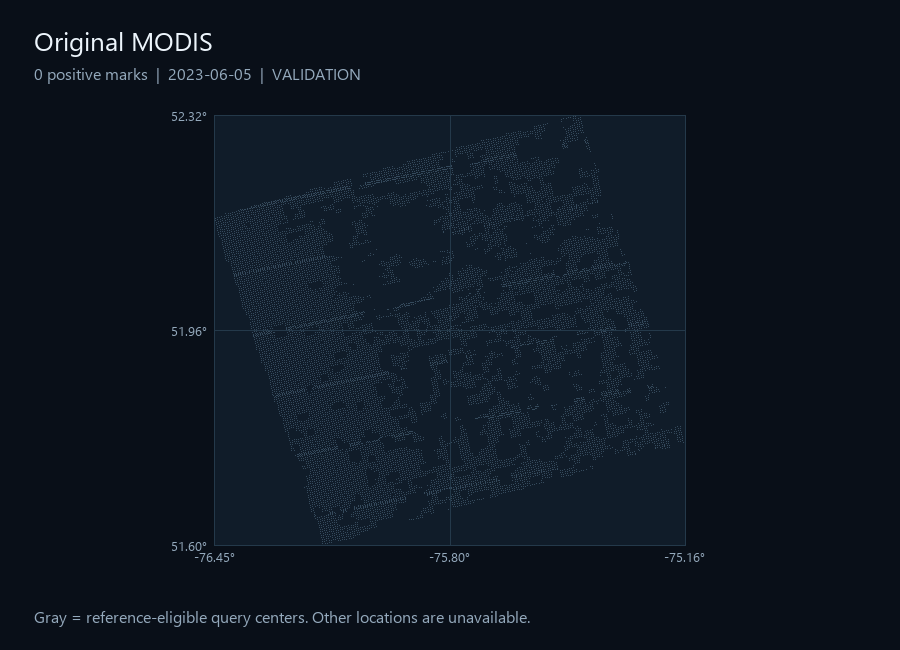 Original MODIS
0 positive marks | 2023-06-05 | VALIDATION
52.32°
51.96°
51.60°
-76.45°
-75.80°
-75.16°
Gray = reference-eligible query centers. Other locations are unavailable.